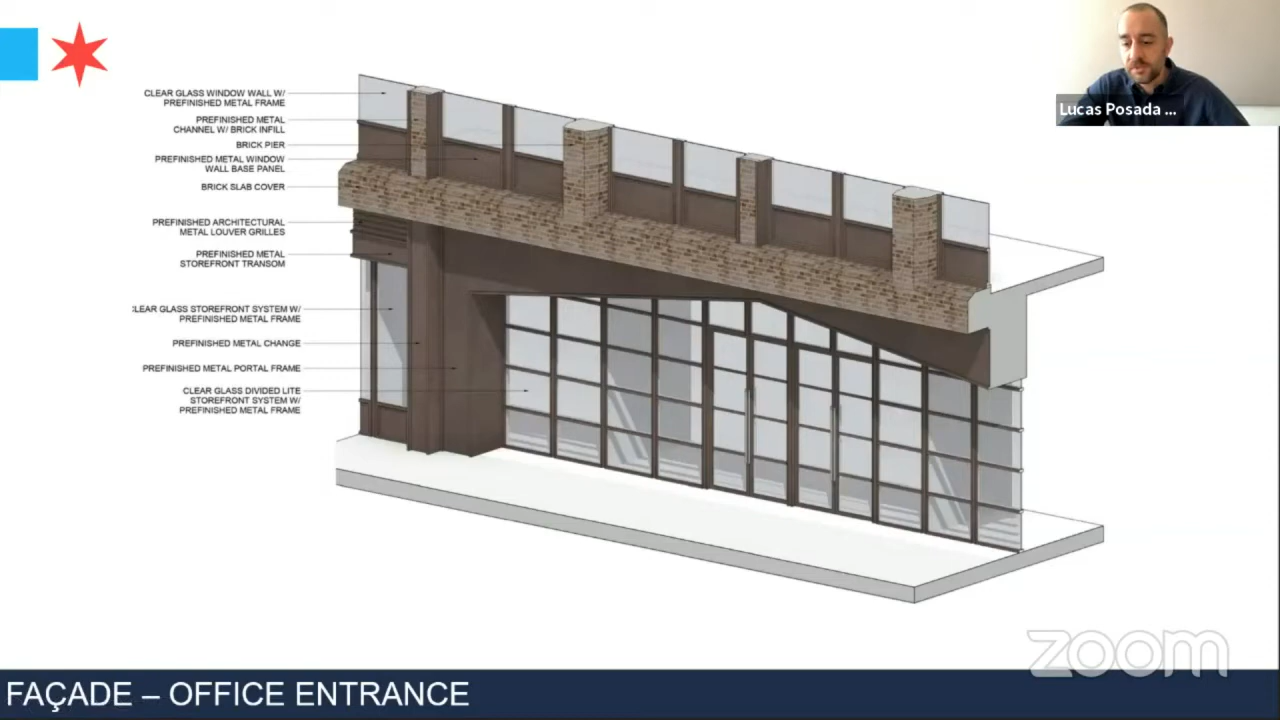 CLEAR GLASS WINDOW WALL W/
PREFINISHED METAL FRAME
PREFINISHED METAL
CHANNEL W/ BRICK INFILL
BRICK PIER
PREFINISHED METAL WINDOW
WALL BASE PANEL
BRICK SLAB COVER
PREFINISHED ARCHITECTURAL
METAL LOUVER GRILLES
PREFINISHED METAL
STOREFRONT TRANSOM
LEAR GLASS STOREFRONT SYSTEM W/
PREFINISHED METAL FRAME
PREFINISHED METAL CHANGE
PREFINISHED METAL PORTAL FRAME
CLEAR GLASS DIVIDED LITE
STOREFRONT SYSTEM W/
PREFINISHED METAL FRAME
Lucas Posada ...
zoom
FAÇADE – OFFICE ENTRANCE